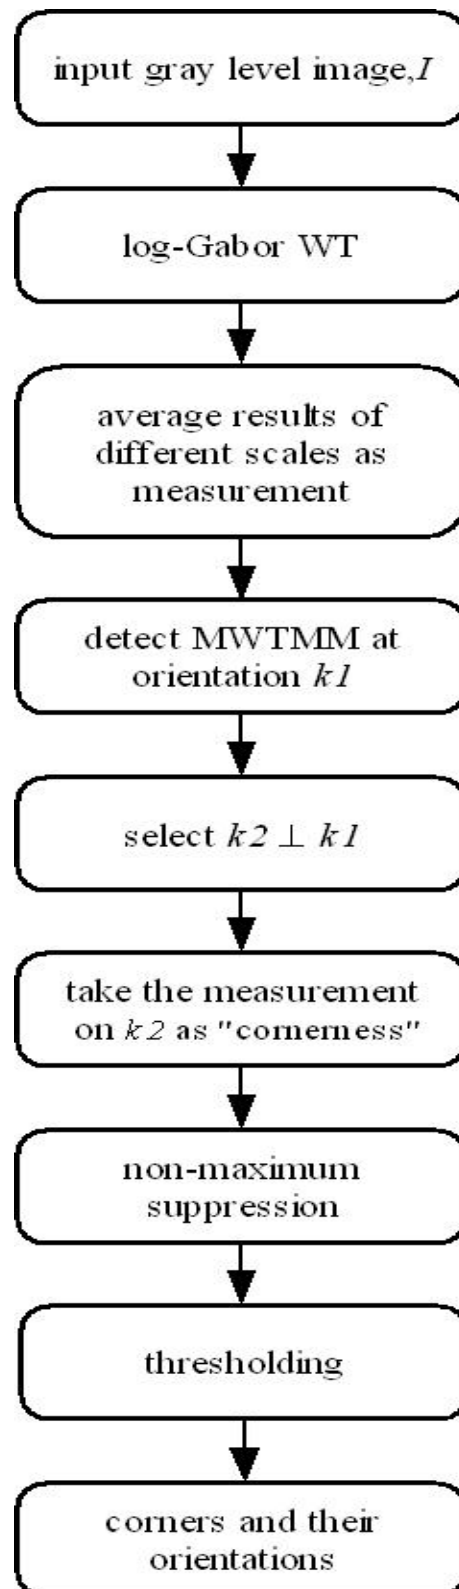 input gray level image,I
log-Gabor WT
average results of
different scales as
measurement
detect MWTMM at
orientation k1
select k2 ⊥ k1
take the measurement
on k2 as "cornerness"
non-maximum
suppression
thresholding
corners and their
orientations